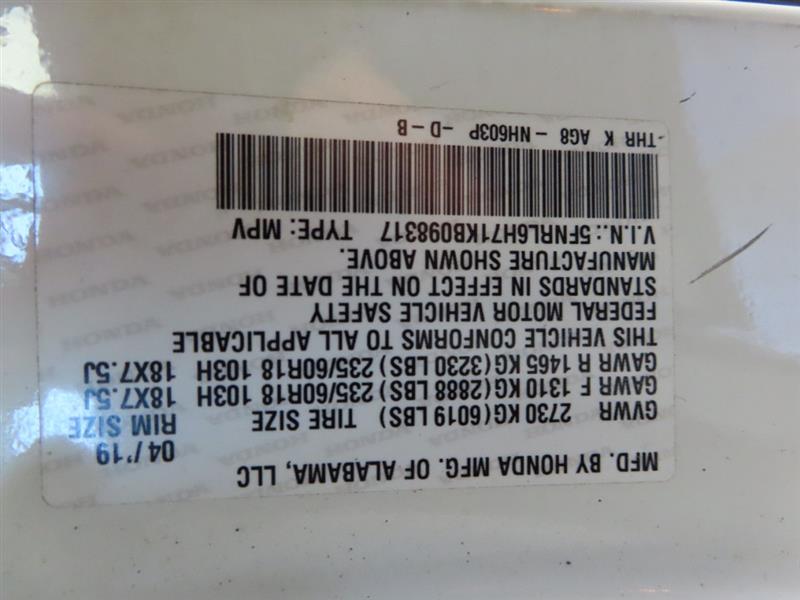 MFD. BY HONDA MFG. OF ALABAMA, LLC 04/'19
GVWR 2730 KG(6019 LBS) TIRE SIZE RIM SIZE
GAWR F 1310 KG(2888 LBS) 235/60R18 103H 18X7.5J
GAWR R 1465 KG(3230 LBS) 235/60R18 103H 18X7.5J
THIS VEHICLE CONFORMS TO ALL APPLICABLE
FEDERAL MOTOR VEHICLE SAFETY
STANDARDS IN EFFECT ON THE DATE OF
MANUFACTURE SHOWN ABOVE.
V.I.N.:5FNRL6H71KB098317 TYPE: MPV
THR K AG8 - NH603P -D-B